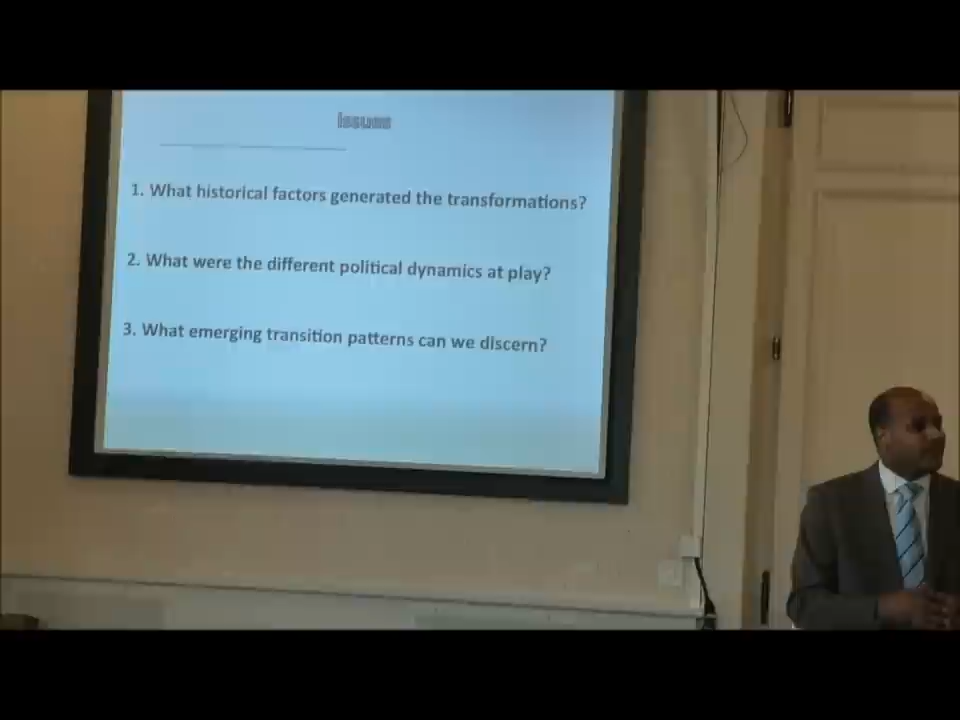 Issues
1. What historical factors generated the transformations?
2. What were the different political dynamics at play?
3. What emerging transition patterns can we discern?